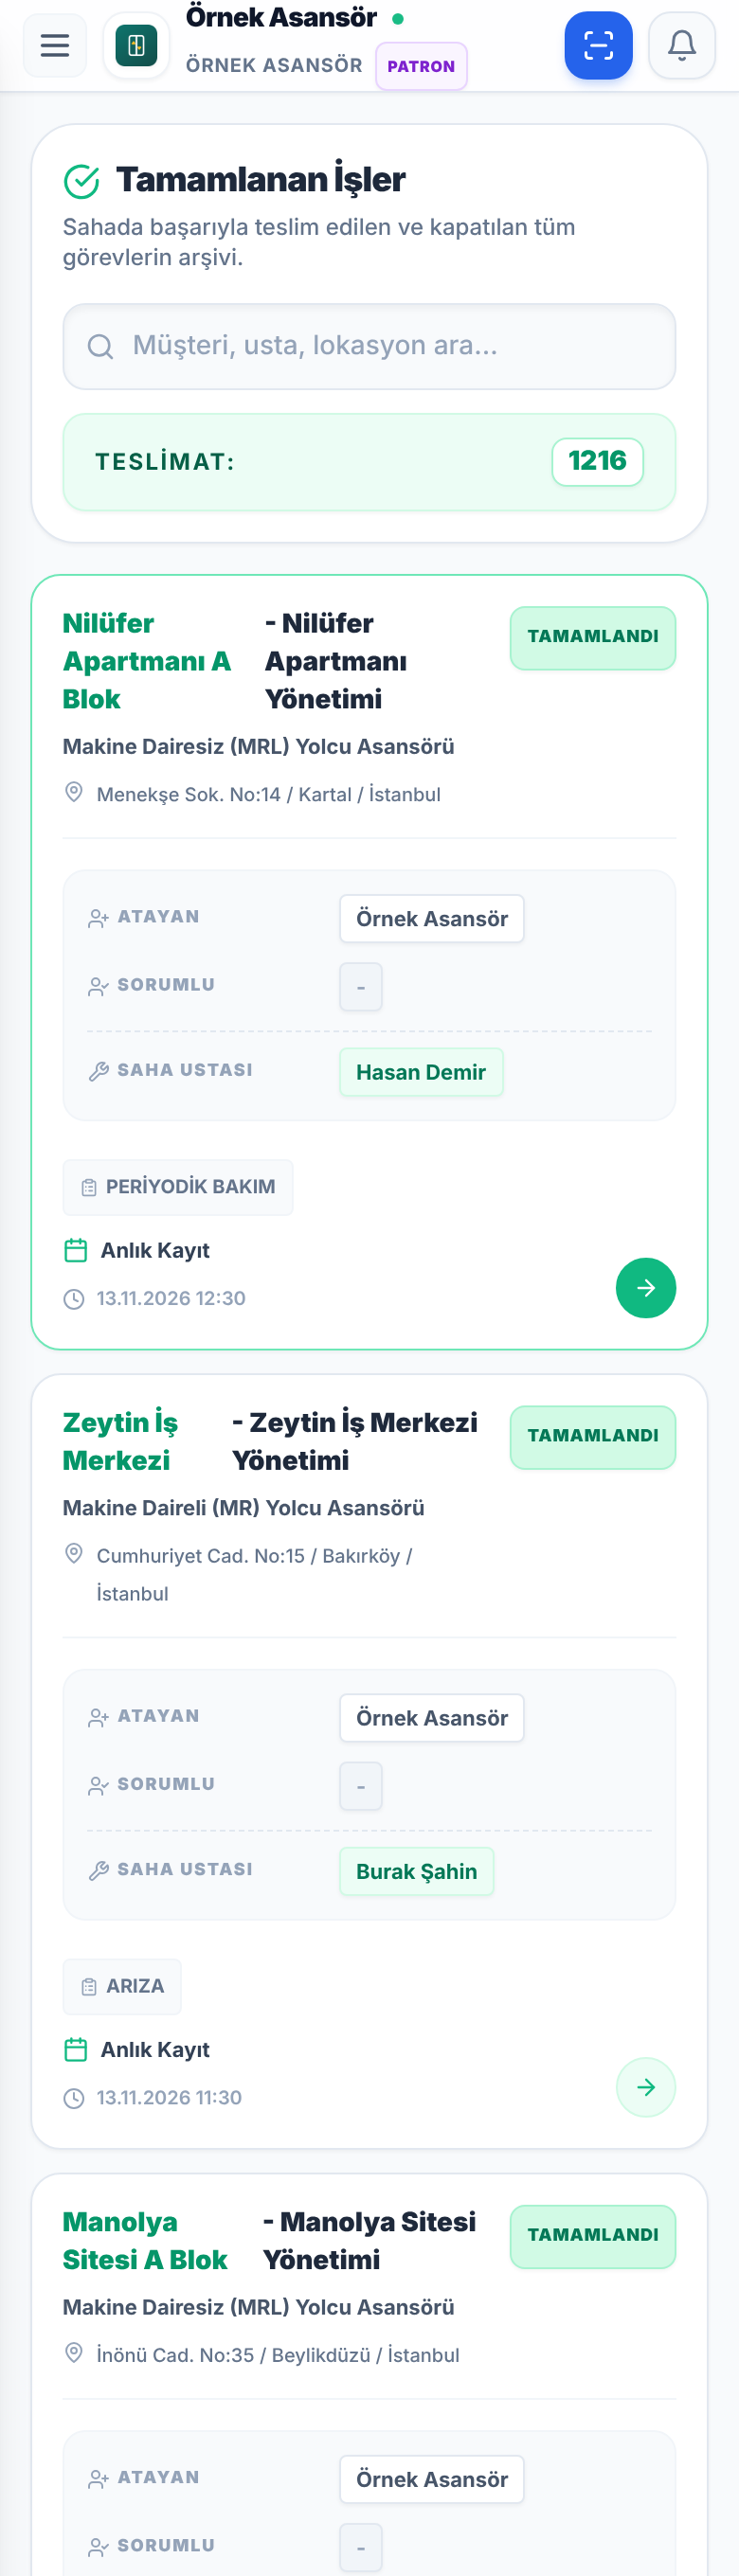 Örnek Asansör
ÖRNEK ASANSÖR PATRON
Tamamlanan İşler
Sahada başarıyla teslim edilen ve kapatılan tüm
görevlerin arşivi.
Müşteri, usta, lokasyon ara...
TESLİMAT: 1216
Nilüfer Apartmanı A Blok
- Nilüfer Apartmanı Yönetimi
TAMAMLANDI
Makine Dairesiz (MRL) Yolcu Asansörü
Menekşe Sok. No:14 / Kartal / İstanbul
ATAYAN Örnek Asansör
SORUMLU -
SAHA USTASI Hasan Demir
PERİYODİK BAKIM
Anlık Kayıt
13.11.2026 12:30
Zeytin İş Merkezi
- Zeytin İş Merkezi Yönetimi
TAMAMLANDI
Makine Daireli (MR) Yolcu Asansörü
Cumhuriyet Cad. No:15 / Bakırköy /
İstanbul
ATAYAN Örnek Asansör
SORUMLU -
SAHA USTASI Burak Şahin
ARIZA
Anlık Kayıt
13.11.2026 11:30
Manolya Sitesi A Blok
- Manolya Sitesi Yönetimi
TAMAMLANDI
Makine Dairesiz (MRL) Yolcu Asansörü
İnönü Cad. No:35 / Beylikdüzü / İstanbul
ATAYAN Örnek Asansör
SORUMLU -